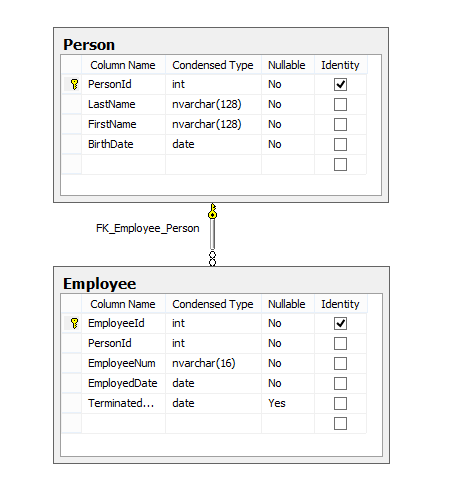 Person
Column Name Condensed Type Nullable Identity
PersonId int No
LastName nvarchar(128) No
FirstName nvarchar(128) No
BirthDate date No
FK_Employee_Person
Employee
Column Name Condensed Type Nullable Identity
EmployeeId int No
PersonId int No
EmployeeNum nvarchar(16) No
EmployedDate date No
Terminated... date Yes